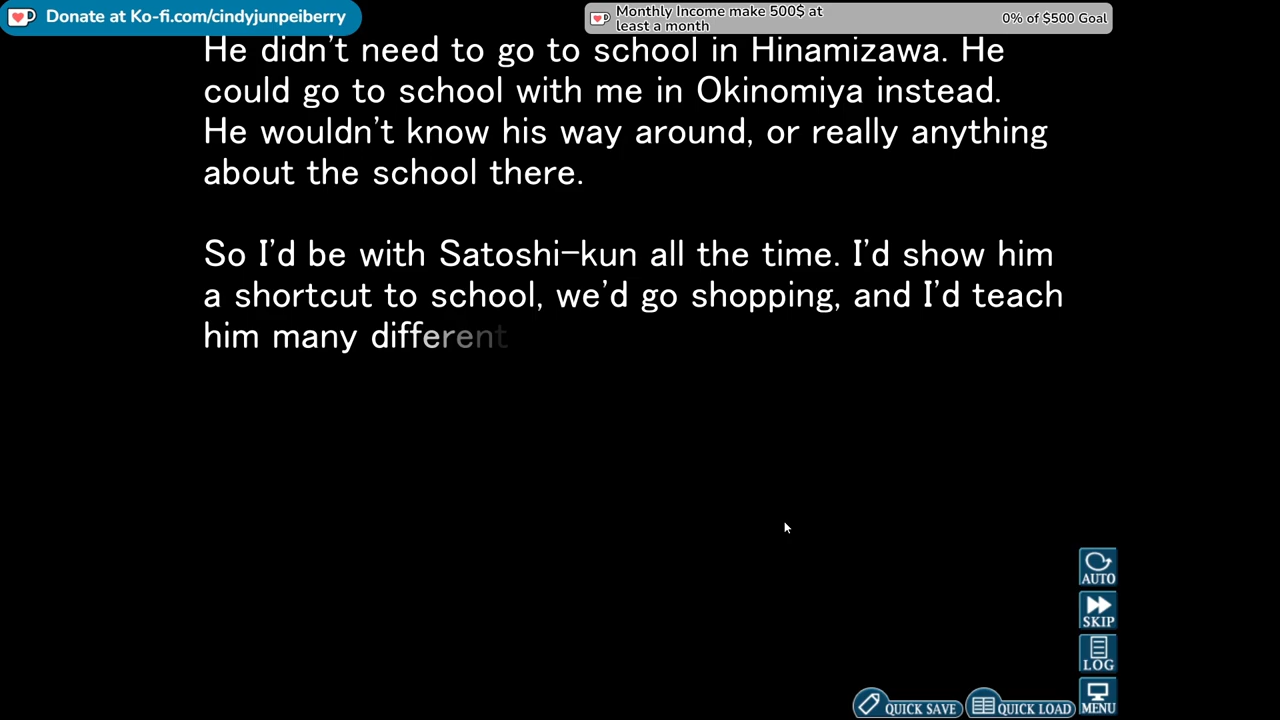 Donate at Ko-fi.com/cindyjunpeiberry
Monthly Income make 500$ at
least a month
0% of $500 Goal
He didn't need to go to school in Hinamizawa. He
could go to school with me in Okinomiya instead.
He wouldn't know his way around, or really anything
about the school there.
So I'd be with Satoshi-kun all the time. I'd show him
a shortcut to school, we'd go shopping, and I'd teach
him many different
AUTO
SKIP
LOG
MENU
QUICK SAVE
QUICK LOAD